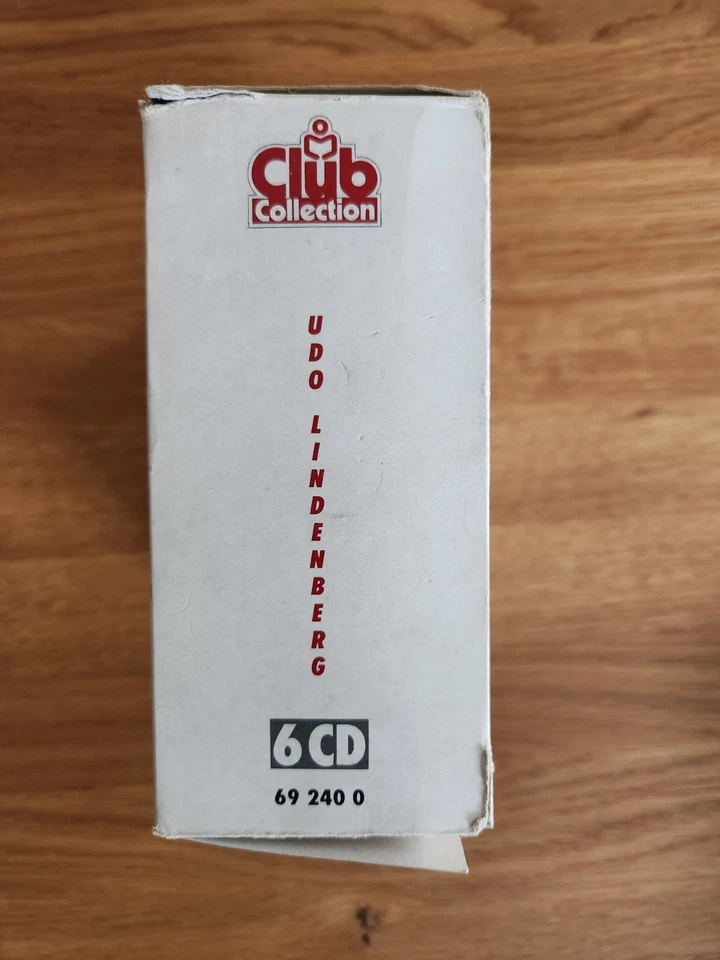 Club
Collection
UDO LINDENBERG
6 CD
69 240 0